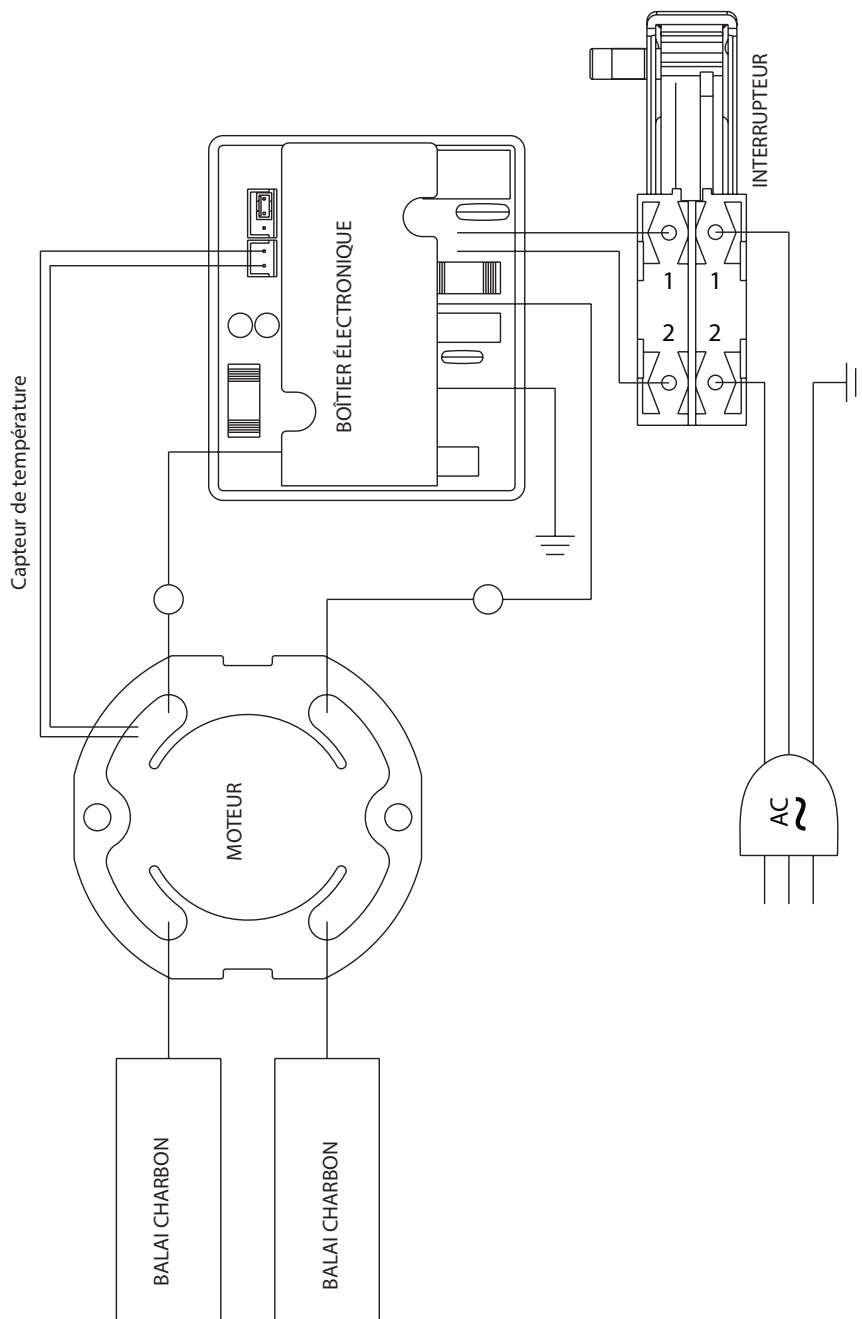 INTERRUPTEUR
BOÎTIER ÉLECTRONIQUE
1 1
2 2
Capteur de température
MOTEUR
AC
~
BALAI CHARBON
BALAI CHARBON